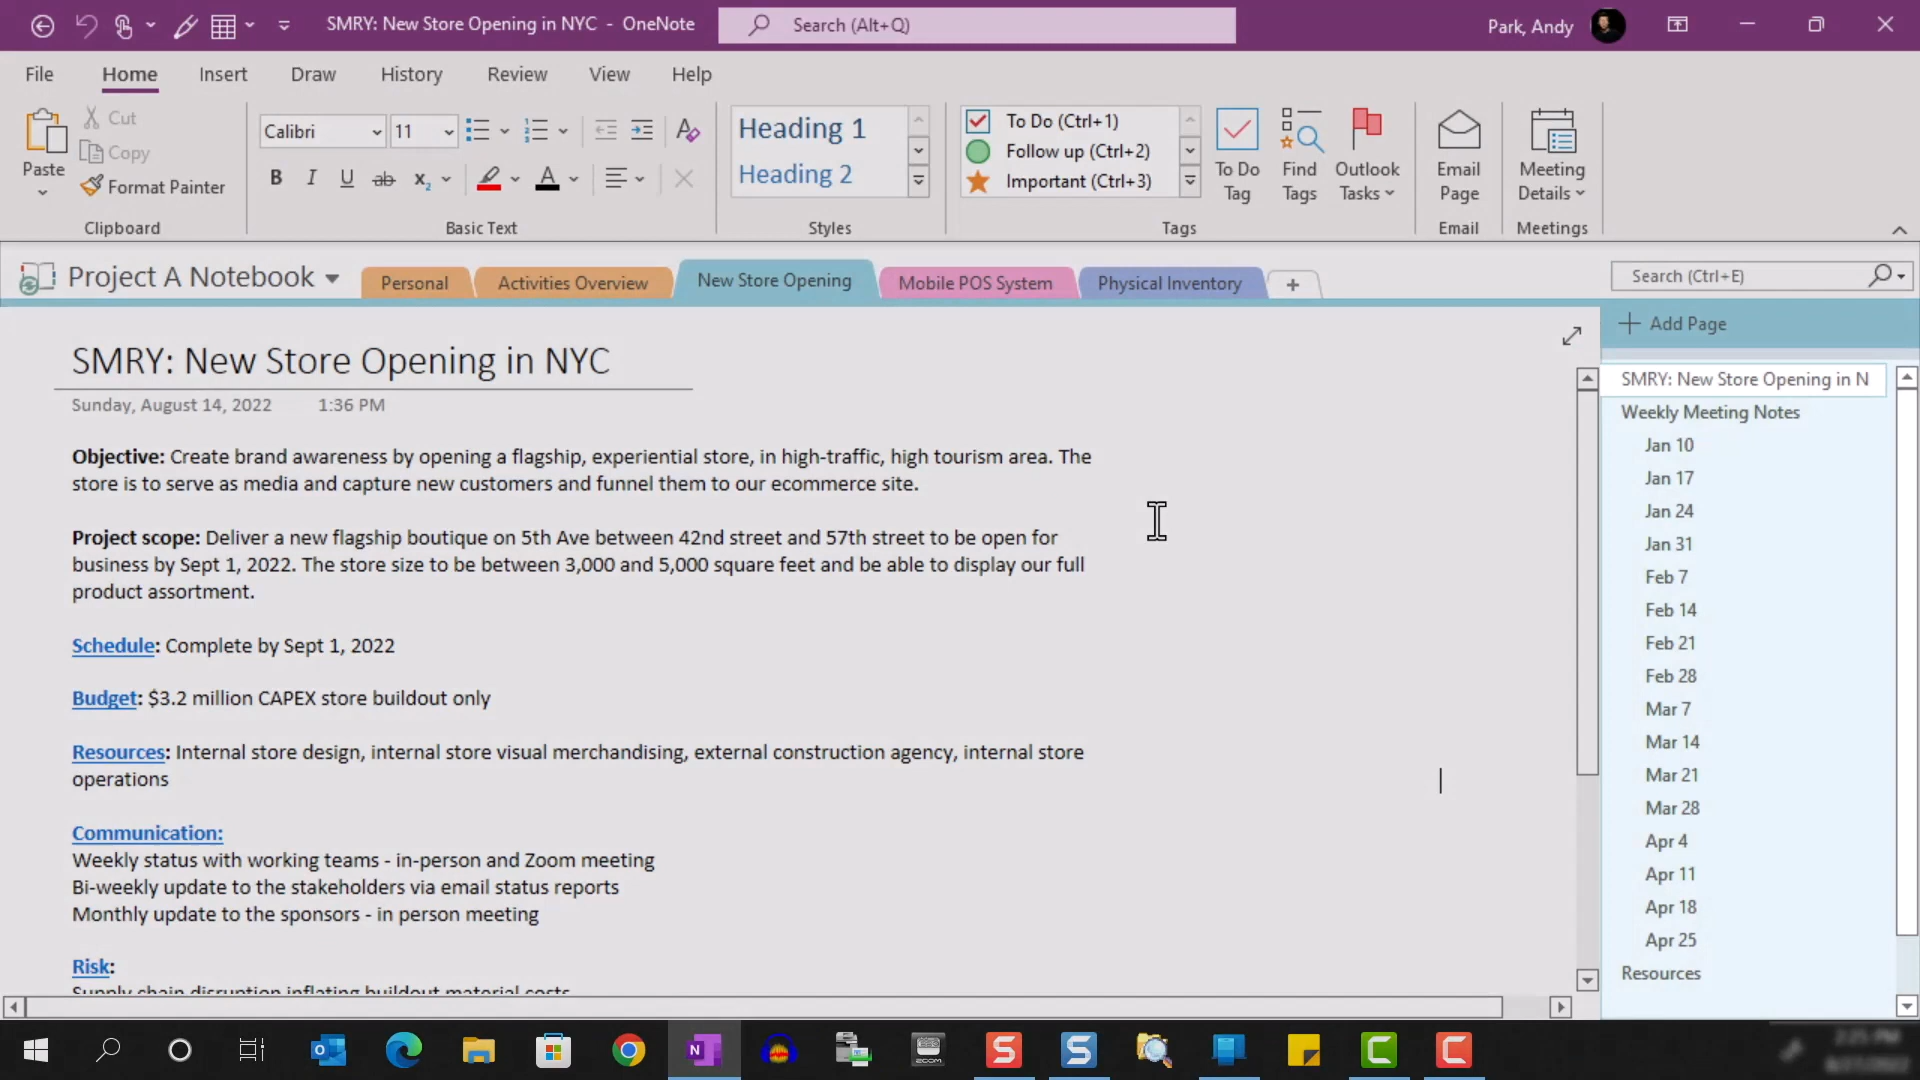 SMRY: New Store Opening in NYC - OneNote
Search (Alt+Q)
Park, Andy
File Home Insert Draw History Review View Help
Paste
Cut
Copy
Format Painter
Clipboard
Calibri 11
B I U ab x₂ A
Basic Text
Heading 1
Heading 2
Styles
To Do (Ctrl+1)
Follow up (Ctrl+2)
Important (Ctrl+3)
To Do
Tag
Find
Tags
Outlook
Tasks
Tags
Email
Page
Email
Meeting
Details
Meetings
Project A Notebook
Personal
Activities Overview
New Store Opening
Mobile POS System
Physical Inventory
+
Search (Ctrl+E)
SMRY: New Store Opening in NYC
Sunday, August 14, 2022 1:36 PM
Objective: Create brand awareness by opening a flagship, experiential store, in high-traffic, high tourism area. The
store is to serve as media and capture new customers and funnel them to our ecommerce site.
Project scope: Deliver a new flagship boutique on 5th Ave between 42nd street and 57th street to be open for
business by Sept 1, 2022. The store size to be between 3,000 and 5,000 square feet and be able to display our full
product assortment.
Schedule: Complete by Sept 1, 2022
Budget: $3.2 million CAPEX store buildout only
Resources: Internal store design, internal store visual merchandising, external construction agency, internal store
operations
Communication:
Weekly status with working teams - in-person and Zoom meeting
Bi-weekly update to the stakeholders via email status reports
Monthly update to the sponsors - in person meeting
Risk:
Supply chain disruption inflating buildout material costs
Add Page
SMRY: New Store Opening in N
Weekly Meeting Notes
Jan 10
Jan 17
Jan 24
Jan 31
Feb 7
Feb 14
Feb 21
Feb 28
Mar 7
Mar 14
Mar 21
Mar 28
Apr 4
Apr 11
Apr 18
Apr 25
Resources
N
zoom
S
S
C
C